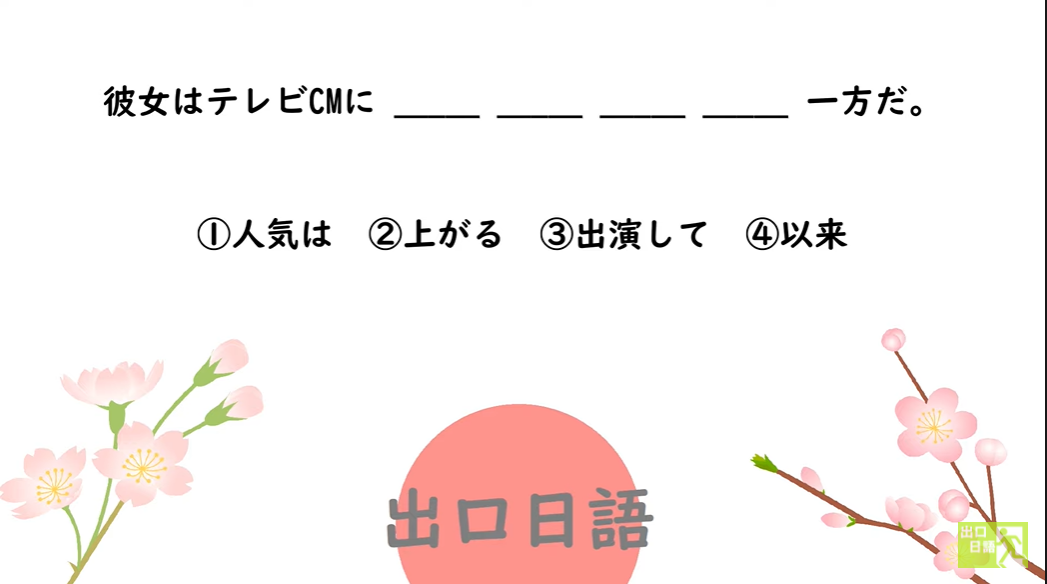 彼女はテレビCMに ____ ____ ____ ____ 一方だ。
①人気は ②上がる ③出演して ④以来
出口日語
出口
日語